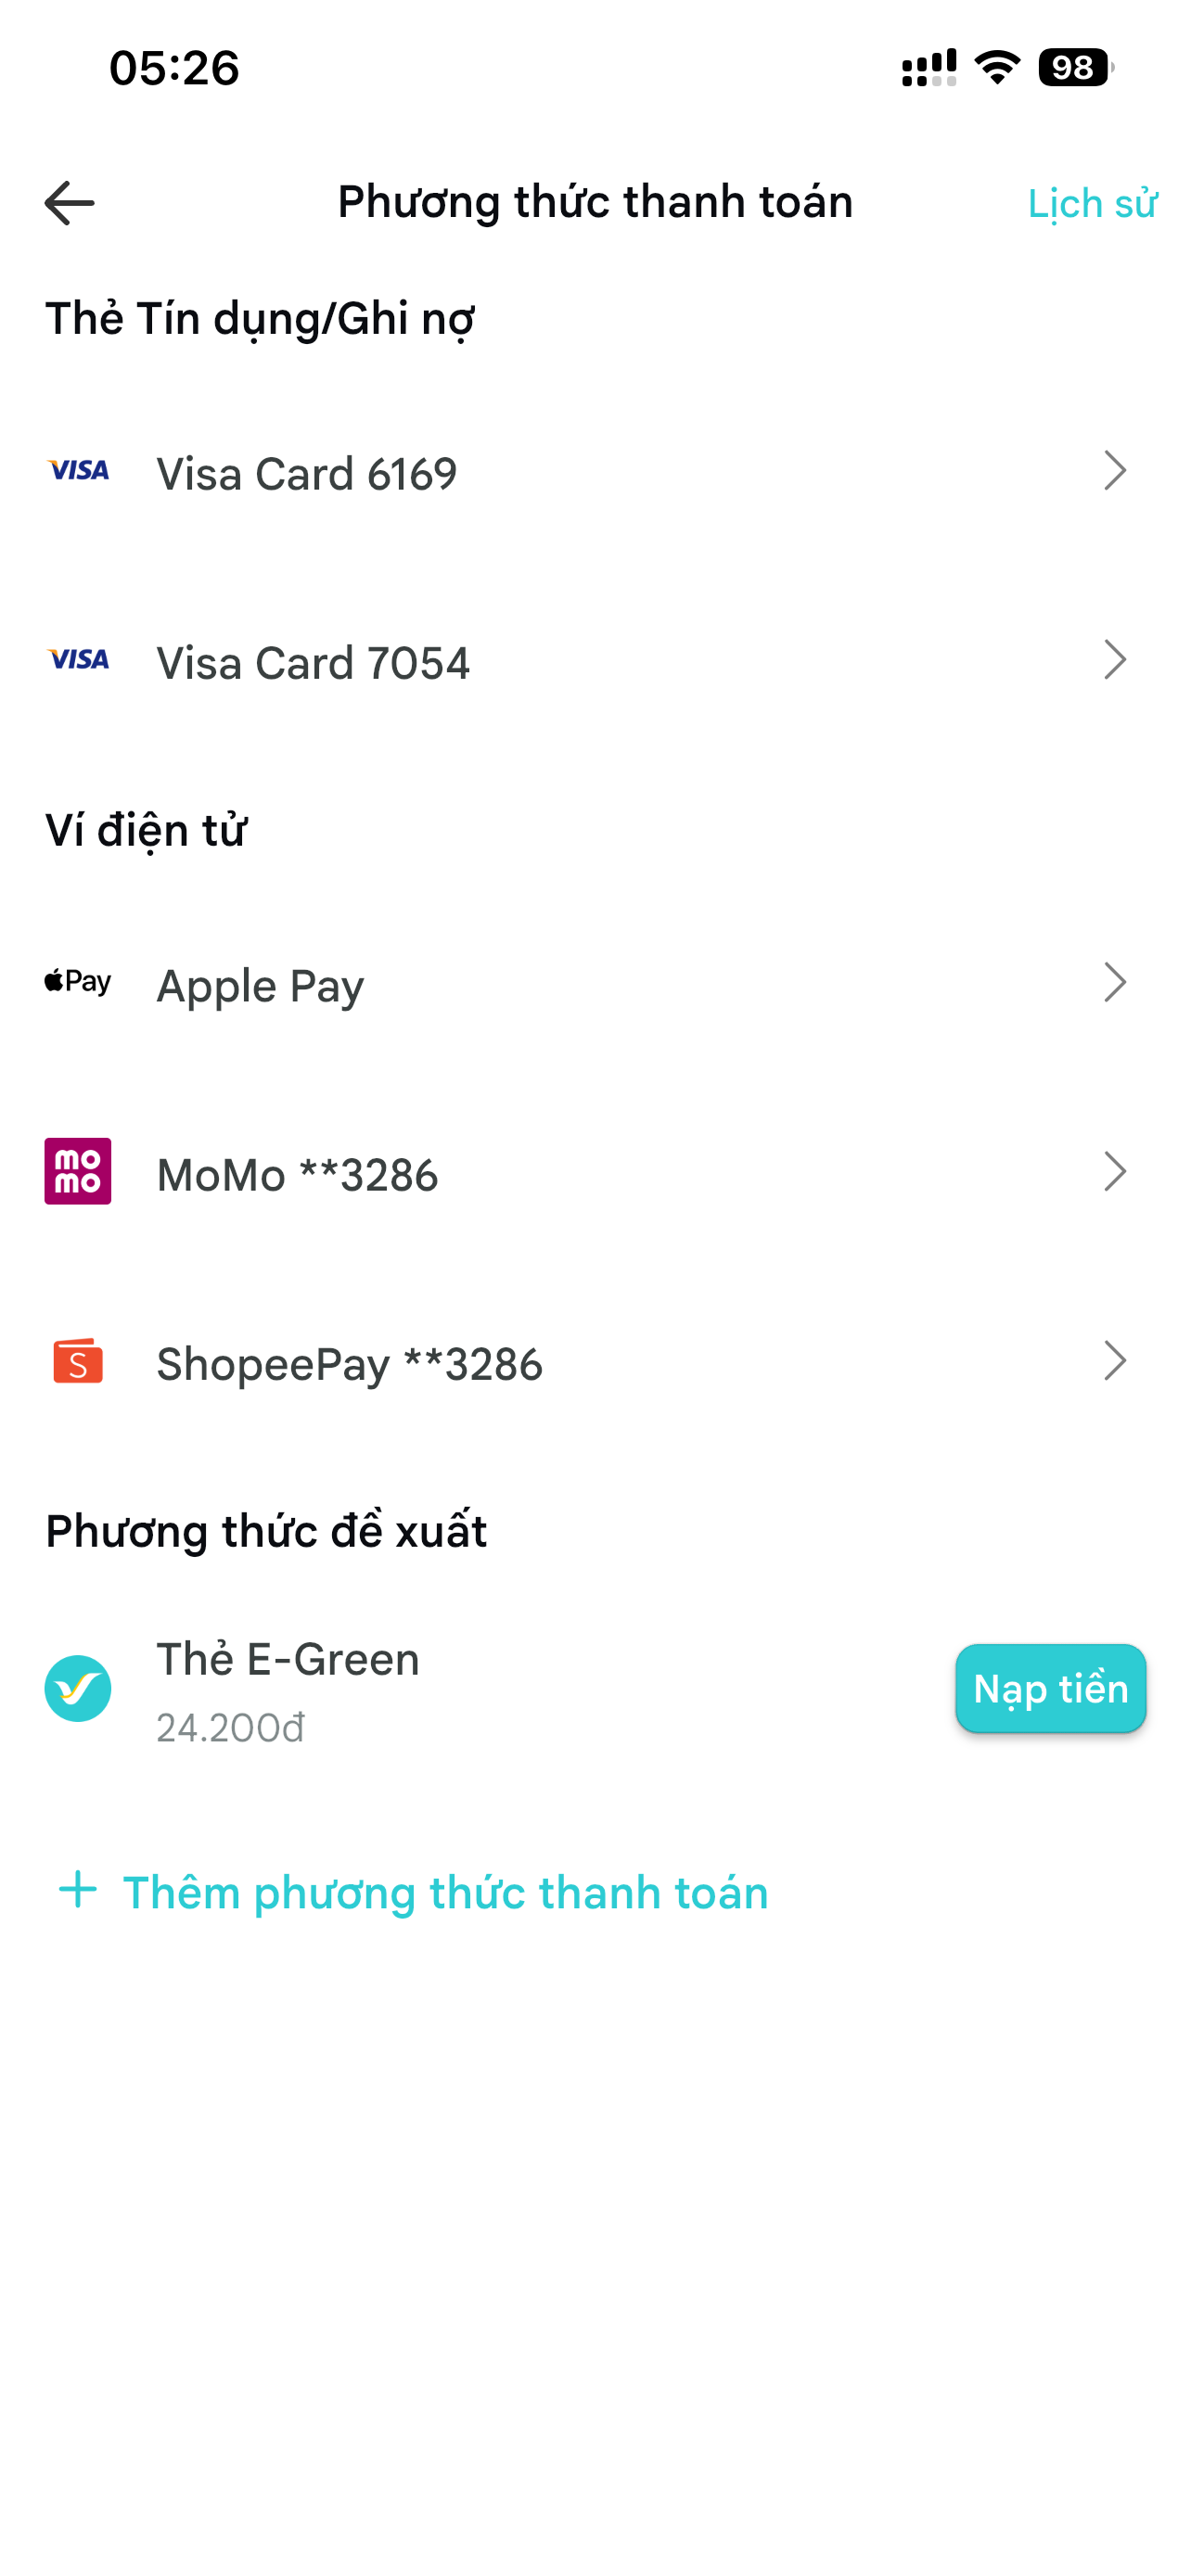 05:26
98
Phương thức thanh toán
Lịch sử
Thẻ Tín dụng/Ghi nợ
VISA
Visa Card 6169
VISA
Visa Card 7054
Ví điện tử
Pay
Apple Pay
mo
mo
MoMo **3286
S
ShopeePay **3286
Phương thức đề xuất
Thẻ E-Green
24.200đ
Nạp tiền
+ Thêm phương thức thanh toán